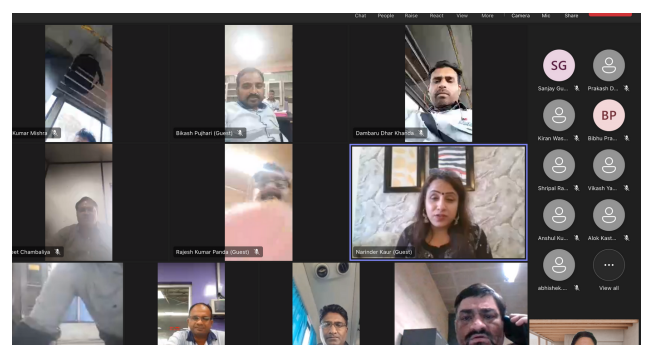 Chat People Raise React View More Camera Mic Share
Kumar Mishra
Bikash Pujhari (Guest)
Dambaru Dhar Khanda
eet Chambaliya
Rajesh Kumar Panda (Guest)
Narinder Kaur (Guest)
SG
Sanjay Gu... Prakash D...
BP
Kiran Was... Bibhu Pra...
Shripal Ra... Vikash Ya...
Anshul Ku... Alok Kast...
abhishek.... View all